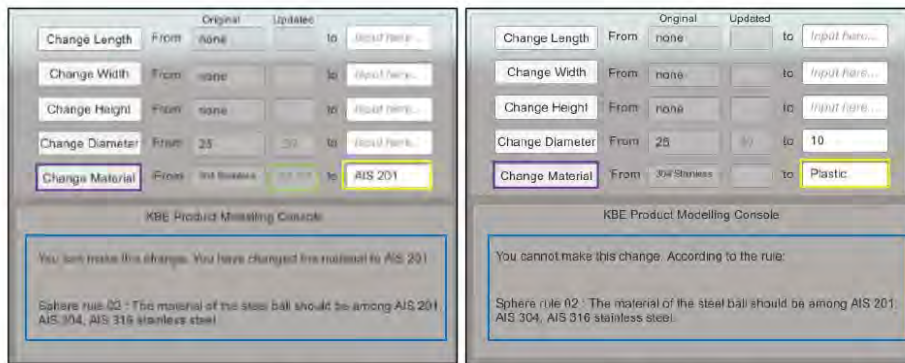 Original Updated
Change Length From none to Input here...
Change Width From none to Input here...
Change Height From none to Input here...
Change Diameter From 25 to Input here...
Change Material From 304 Stainless to AIS 201
KBE Product Modelling Console
You can make this change. You have changed the material to AIS 201
Sphere rule 02 : The material of the steel ball should be among AIS 201,
AIS 304, AIS 316 stainless steel.
Original Updated
Change Length From none to Input here...
Change Width From none to Input here...
Change Height From none to Input here...
Change Diameter From 25 to 10
Change Material From 304 Stainless to Plastic
KBE Product Modelling Console
You cannot make this change. According to the rule:
Sphere rule 02 : The material of the steel ball should be among AIS 201,
AIS 304, AIS 316 stainless steel.